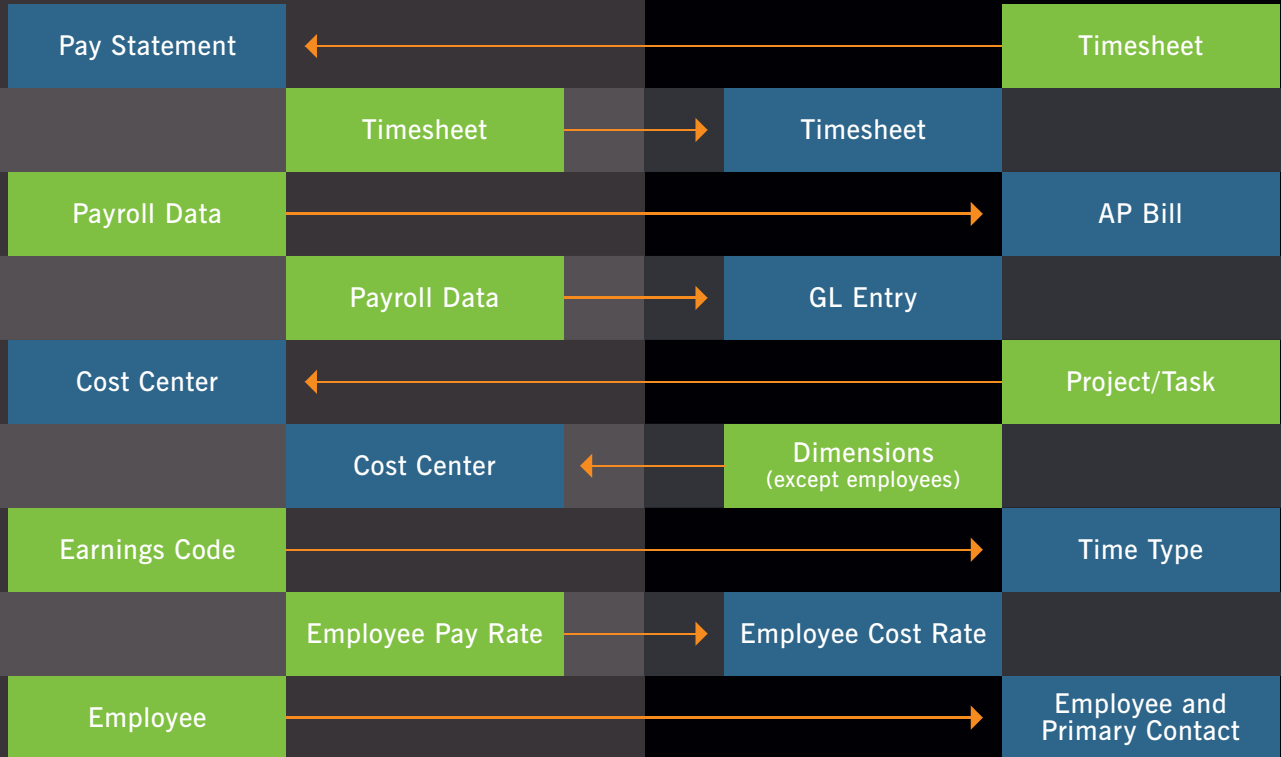 Pay Statement
Timesheet
Timesheet
Timesheet
Payroll Data
AP Bill
Payroll Data
GL Entry
Cost Center
Project/Task
Cost Center
Dimensions
(except employees)
Earnings Code
Time Type
Employee Pay Rate
Employee Cost Rate
Employee
Employee and
Primary Contact